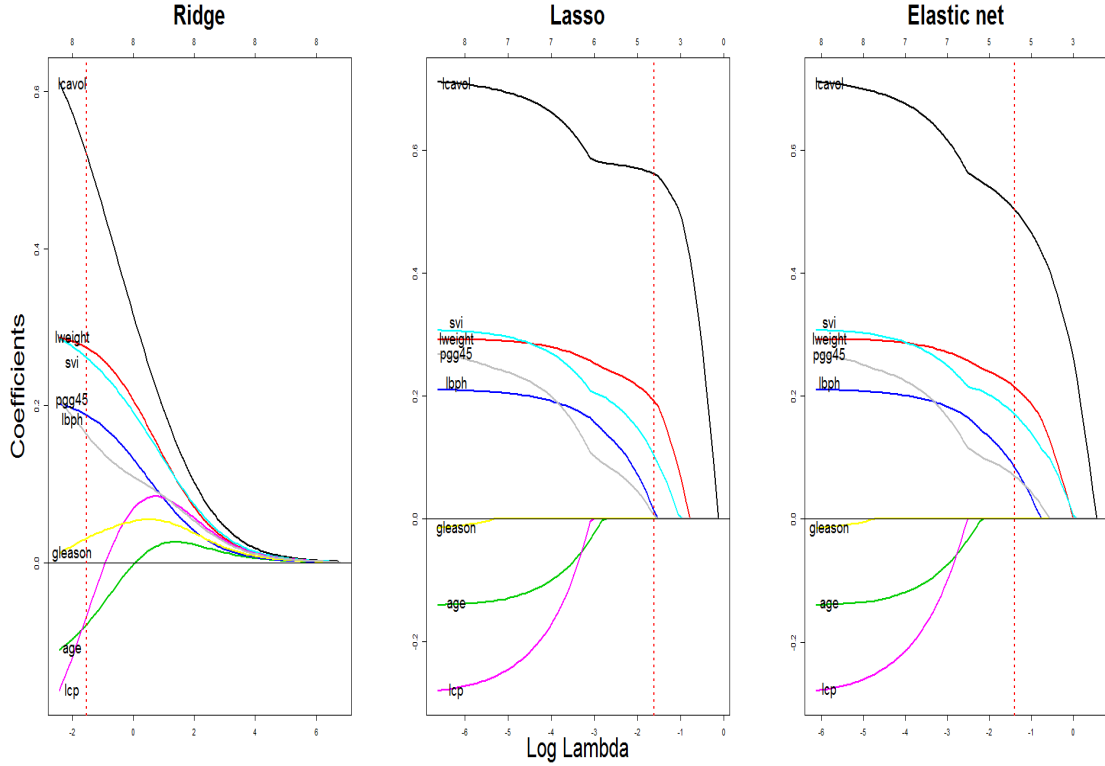 Ridge
Lasso
Elastic net
8 8 8 8 8
8 8 7 6 5 3 0
8 8 7 7 5 5 3
Coefficients
0.0 0.2 0.4 0.6
lcavol
lweight
svi
pgg45
lbph
gleason
age
lcp
-2 0 2 4 6
-0.2 0.0 0.2 0.4 0.6
lcavol
svi
lweight
pgg45
lbph
gleason
age
lcp
-6 -5 -4 -3 -2 -1 0
-0.2 0.0 0.2 0.4 0.6
lcavol
svi
lweight
pgg45
lbph
gleason
age
lcp
-6 -5 -4 -3 -2 -1 0
Log Lambda